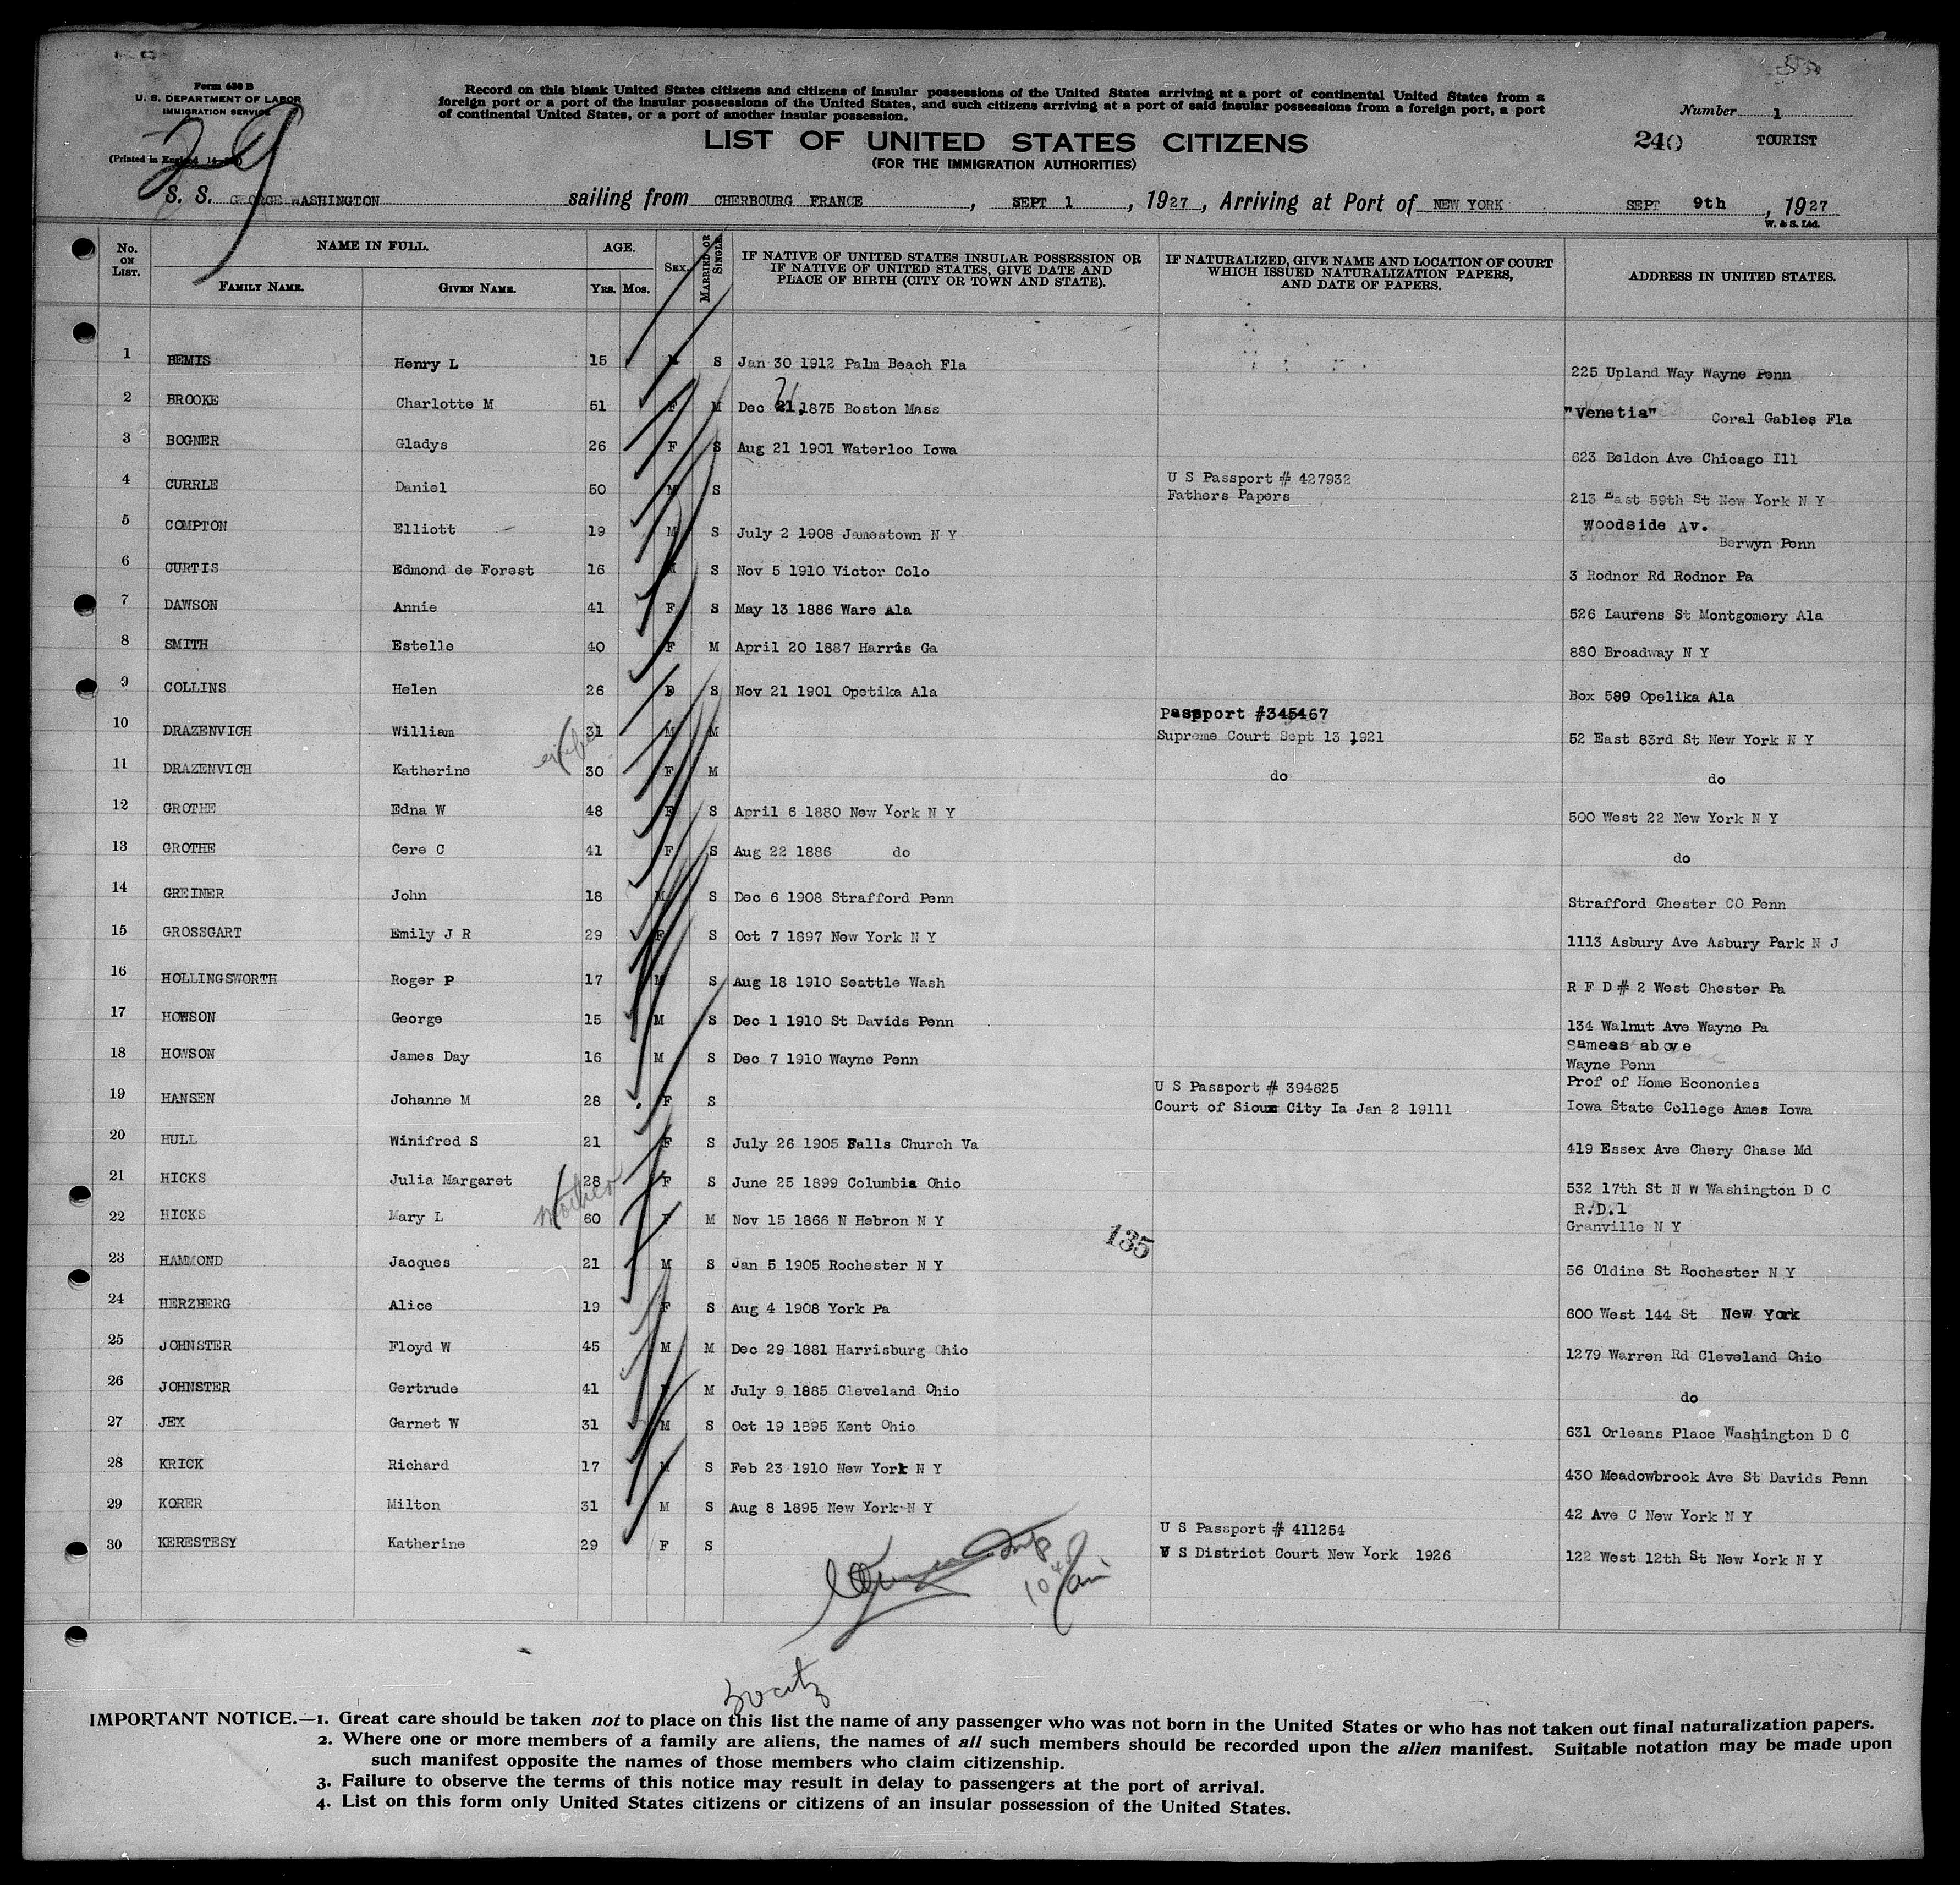 Form 630 B
U. S. DEPARTMENT OF LABOR
IMMIGRATION SERVICE
Record on this blank United States citizens and citizens of insular possessions of the United States arriving at a port of continental United States from a
foreign port or a port of the insular possessions of the United States, and such citizens arriving at a port of said insular possessions from a foreign port, a port
of continental United States, or a port of another insular possession.
Number 1
LIST OF UNITED STATES CITIZENS
240 TOURIST
(Printed in England
(FOR THE IMMIGRATION AUTHORITIES)
S. S. GEORGE WASHINGTON sailing from CHERBOURG FRANCE, SEPT 1, 1927, Arriving at Port of NEW YORK SEPT 9th, 1927
W. & S. Ltd.
No. ON LIST. NAME IN FULL. FAMILY NAME. GIVEN NAME. AGE. YRS. MOS. SEX. MARRIED OR SINGLE. IF NATIVE OF UNITED STATES INSULAR POSSESSION OR IF NATIVE OF UNITED STATES, GIVE DATE AND PLACE OF BIRTH (CITY OR TOWN AND STATE). IF NATURALIZED, GIVE NAME AND LOCATION OF COURT WHICH ISSUED NATURALIZATION PAPERS, AND DATE OF PAPERS. ADDRESS IN UNITED STATES.
1 BEMIS Henry L 15 S Jan 30 1912 Palm Beach Fla 225 Upland Way Wayne Penn
2 BROOKE Charlotte M 51 F M Dec 21,1875 Boston Mass "Venetia" Coral Gables Fla
3 BOGNER Gladys 26 F S Aug 21 1901 Waterloo Iowa 623 Beldon Ave Chicago Ill
4 CURRLE Daniel 50 M S U S Passport # 427932
Fathers Papers 213 East 59th St New York N Y
5 COMPTON Elliott 19 M S July 2 1908 Jamestown N Y Woodside Av.
Berwyn Penn
6 CURTIS Edmond de Forest 16 M S Nov 5 1910 Victor Colo 3 Rodnor Rd Rodnor Pa
7 DAWSON Annie 41 F S May 13 1886 Ware Ala 526 Laurens St Montgomery Ala
8 SMITH Estelle 40 F M April 20 1887 Harris Ga 880 Broadway N Y
9 COLLINS Helen 26 S Nov 21 1901 Opetika Ala Box 589 Opelika Ala
10 DRAZENVICH William 31 M M Passport #345467
Supreme Court Sept 13 1921 52 East 83rd St New York N Y
11 DRAZENVICH Katherine 30 F M do do
12 GROTHE Edna W 48 F S April 6 1880 New York N Y 500 West 22 New York N Y
13 GROTHE Cere C 41 F S Aug 22 1886 do do
14 GREINER John 18 M S Dec 6 1908 Strafford Penn Strafford Chester CO Penn
15 GROSSGART Emily J R 29 F S Oct 7 1897 New York N Y 1113 Asbury Ave Asbury Park N J
16 HOLLINGSWORTH Roger P 17 M S Aug 18 1910 Seattle Wash R F D # 2 West Chester Pa
17 HOWSON George 15 M S Dec 1 1910 St Davids Penn 134 Walnut Ave Wayne Pa
18 HOWSON James Day 16 M S Dec 7 1910 Wayne Penn Sameas above
Wayne Penn
19 HANSEN Johanne M 28 F S U S Passport # 394625
Court of Sioux City Ia Jan 2 19111 Prof of Home Econonies
Iowa State College Ames Iowa
20 HULL Winifred S 21 F S July 26 1905 Falls Church Va 419 Essex Ave Chery Chase Md
21 HICKS Julia Margaret 28 F S June 25 1899 Columbia Ohio 532 17th St N W Washington D C
22 HICKS Mary L mother 60 F M Nov 15 1866 N Hebron N Y R.D.1
Granville N Y
135
23 HAMMOND Jacques 21 M S Jan 5 1905 Rochester N Y 56 Oldine St Rochester N Y
24 HERZBERG Alice 19 F S Aug 4 1908 York Pa 600 West 144 St New York
25 JOHNSTER Floyd W 45 M M Dec 29 1881 Harrisburg Ohio 1279 Warren Rd Cleveland Ohio
26 JOHNSTER Gertrude 41 F M July 9 1885 Cleveland Ohio do
27 JEX Garnet W 31 M S Oct 19 1895 Kent Ohio 631 Orleans Place Washington D C
28 KRICK Richard 17 M S Feb 23 1910 New York N Y 430 Meadowbrook Ave St Davids Penn
29 KORER Milton 31 M S Aug 8 1895 New York N Y 42 Ave C New York N Y
30 KERESTESY Katherine 29 F S U S Passport # 411254
U S District Court New York 1926 122 West 12th St New York N Y
IMPORTANT NOTICE.—1. Great care should be taken not to place on this list the name of any passenger who was not born in the United States or who has not taken out final naturalization papers.
2. Where one or more members of a family are aliens, the names of all such members should be recorded upon the alien manifest. Suitable notation may be made upon
such manifest opposite the names of those members who claim citizenship.
3. Failure to observe the terms of this notice may result in delay to passengers at the port of arrival.
4. List on this form only United States citizens or citizens of an insular possession of the United States.